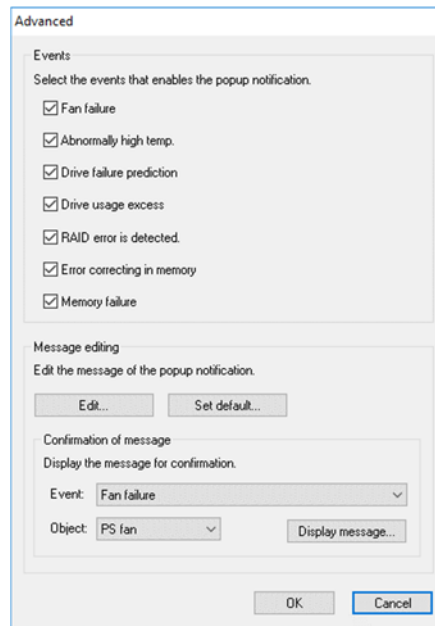 Advanced
Events
Select the events that enables the popup notification.
Fan failure
Abnormally high temp.
Drive failure prediction
Drive usage excess
RAID error is detected.
Error correcting in memory
Memory failure
Message editing
Edit the message of the popup notification.
Edit... Set default...
Confirmation of message
Display the message for confirmation.
Event: Fan failure
Object: PS fan Display message...
OK Cancel